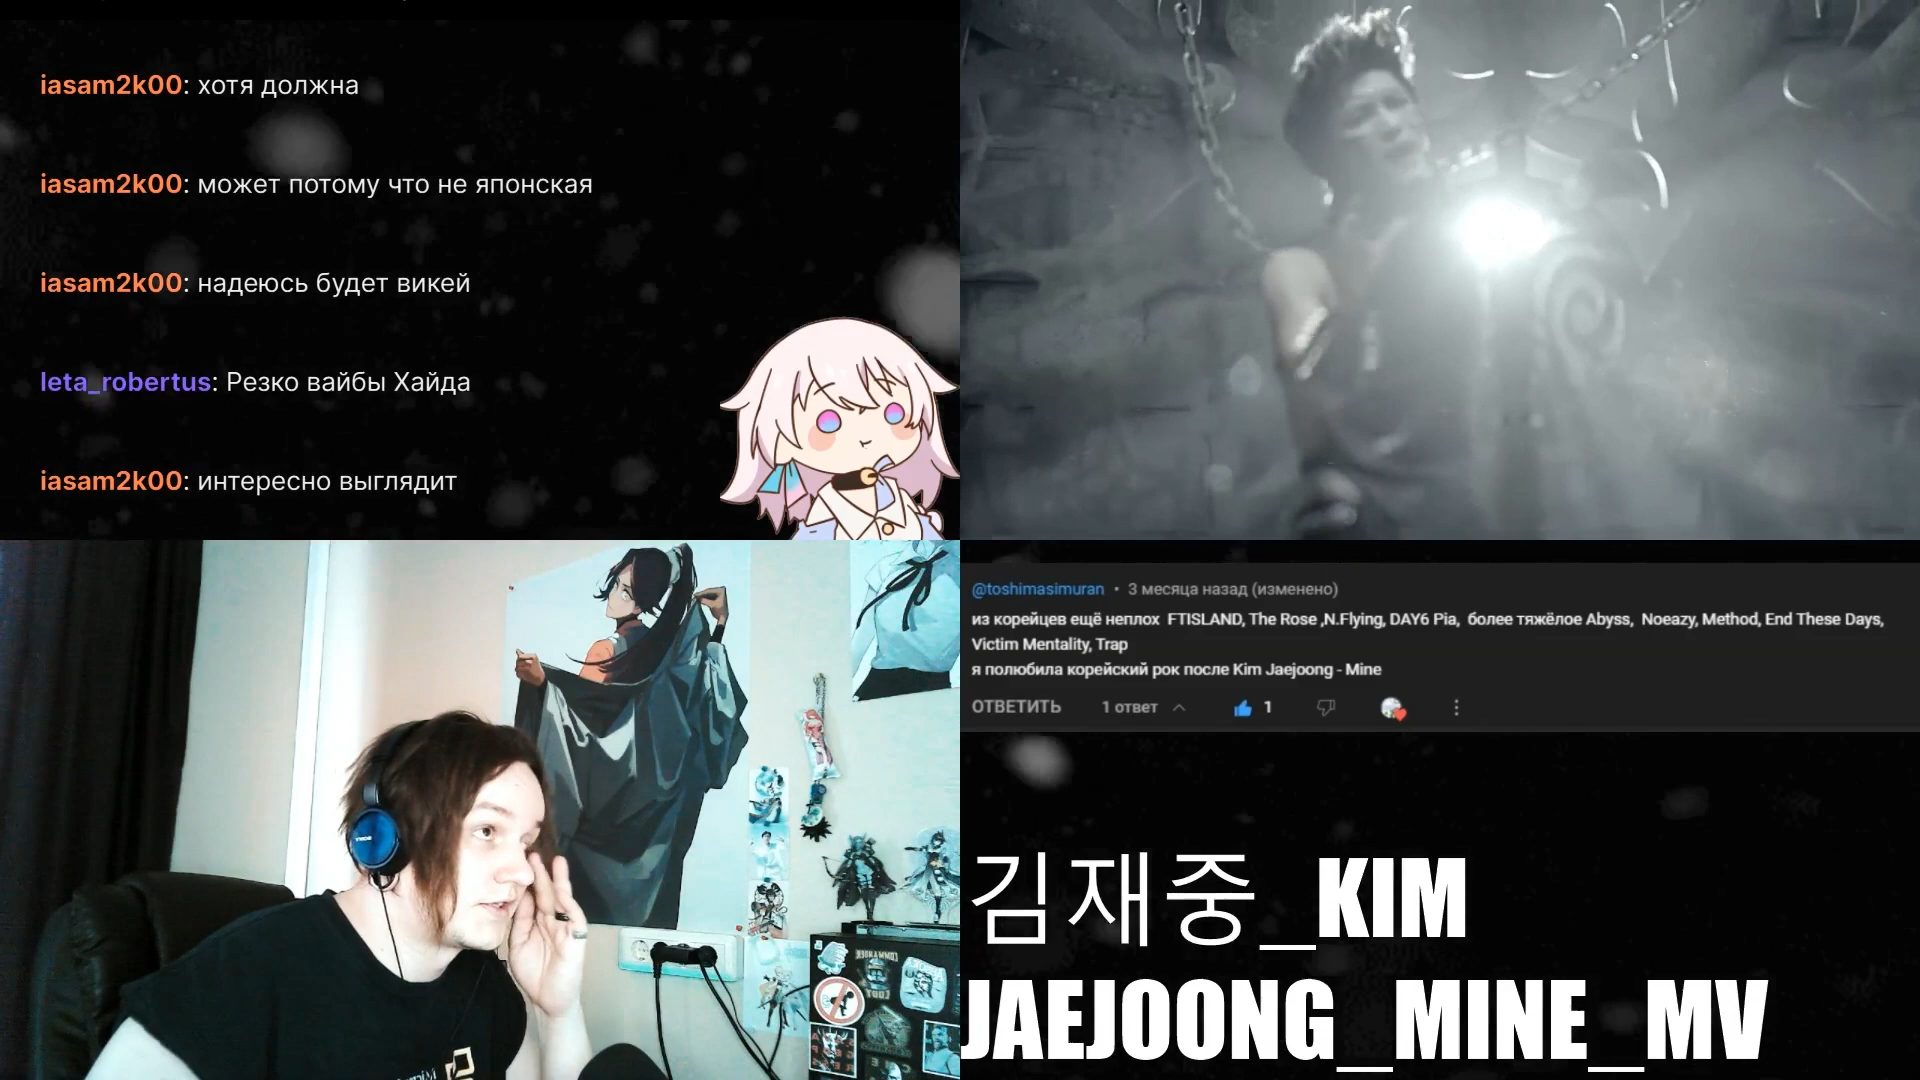 iasam2k00: хотя должна
iasam2k00: может потому что не японская
iasam2k00: надеюсь будет викей
leta_robertus: Резко вайбы Хайда
iasam2k00: интересно выглядит
@toshimasimuran • 3 месяца назад (изменено)
из корейцев ещё неплох FTISLAND, The Rose ,N.Flying, DAY6 Pia, более тяжёлое Abyss, Noeazy, Method, End These Days,
Victim Mentality, Trap
я полюбила корейский рок после Kim Jaejoong - Mine
ОТВЕТИТЬ 1 ответ 1
김재중_KIM
JAEJOONG_MINE_MV